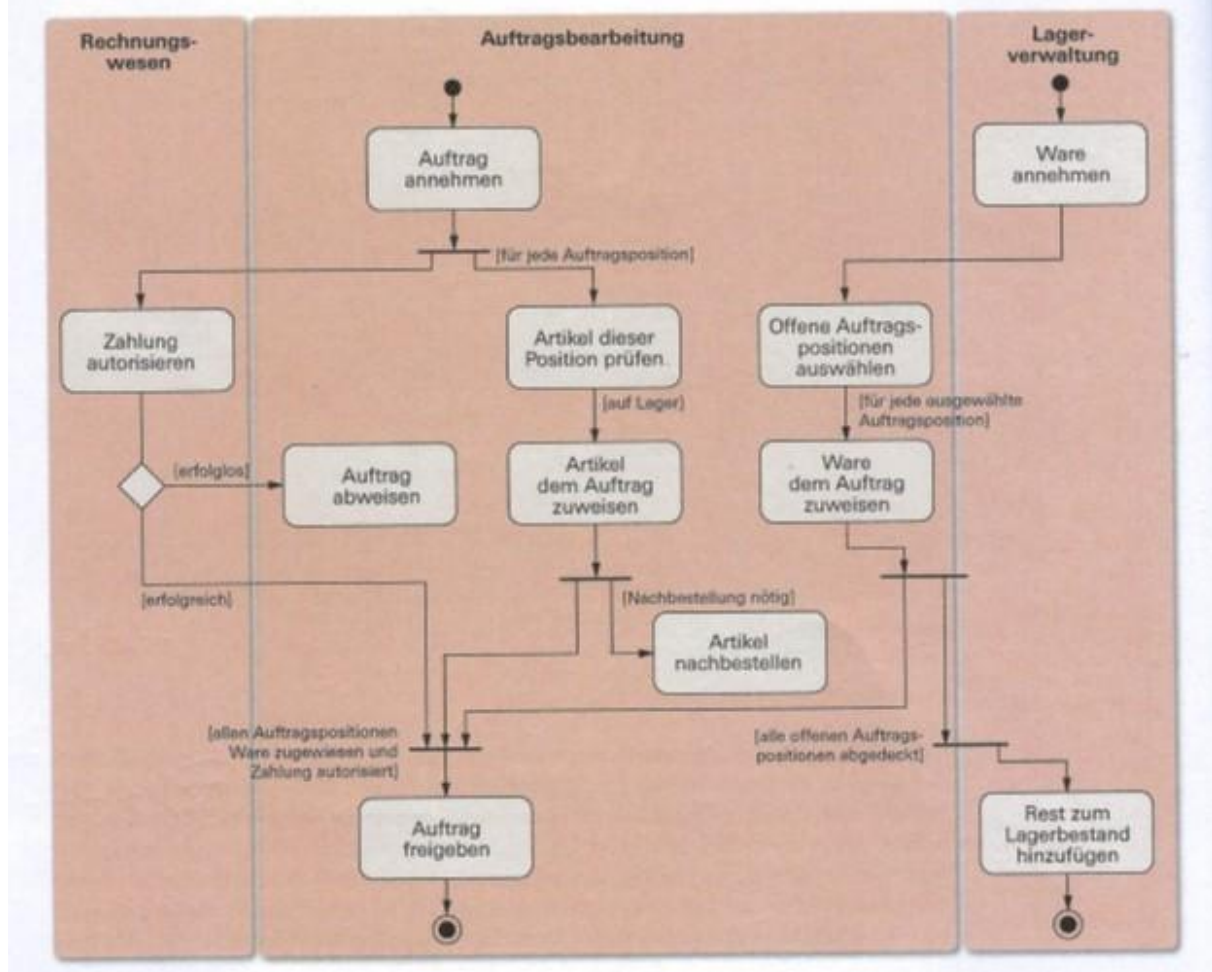 Rechnungs-
wesen
Auftragsbearbeitung
Lager-
verwaltung
Auftrag
annehmen
Ware
annehmen
[für jede Auftragsposition]
Zahlung
autorisieren
Artikel dieser
Position prüfen
Offene Auftrags-
positionen
auswählen
[auf Lager]
[für jede ausgewählte
Auftragsposition]
[erfolglos]
Auftrag
abweisen
Artikel
dem Auftrag
zuweisen
Ware
dem Auftrag
zuweisen
[erfolgreich]
[Nachbestellung nötig]
Artikel
nachbestellen
[allen Auftragspositionen
Ware zugewiesen und
Zahlung autorisiert]
[alle offenen Auftrags-
positionen abgedeckt]
Auftrag
freigeben
Rest zum
Lagerbestand
hinzufügen